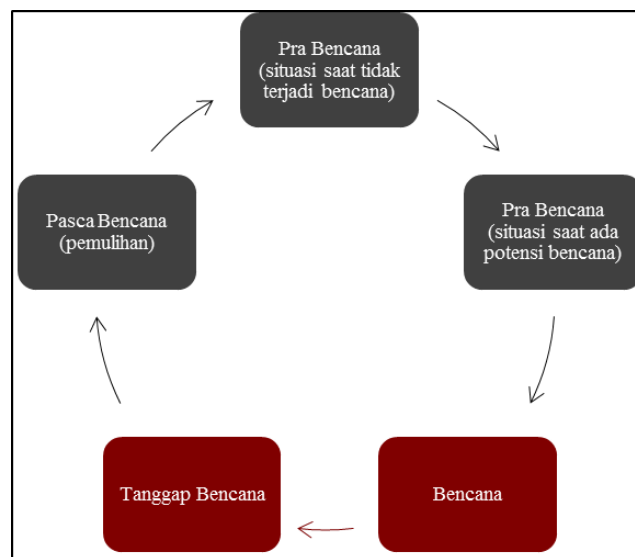 Pra Bencana
(situasi saat tidak
terjadi bencana)
Pra Bencana
(situasi saat ada
potensi bencana)
Bencana
Tanggap Bencana
Pasca Bencana
(pemulihan)